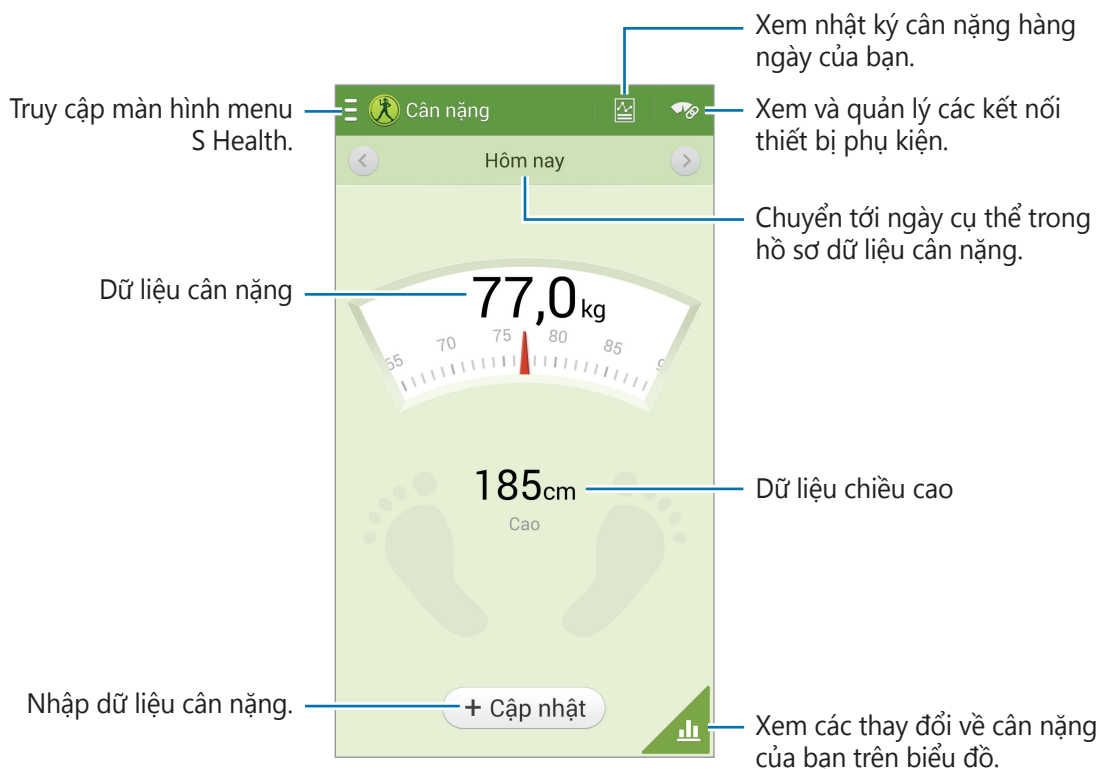 Xem nhật ký cân nặng hàng
ngày của bạn.
Truy cập màn hình menu
S Health.
Cân nặng
Xem và quản lý các kết nối
thiết bị phụ kiện.
Hôm nay
Chuyển tới ngày cụ thể trong
hồ sơ dữ liệu cân nặng.
Dữ liệu cân nặng
77,0 kg
65 70 75 80 85 9
185cm
Cao
Dữ liệu chiều cao
Nhập dữ liệu cân nặng.
+ Cập nhật
Xem các thay đổi về cân nặng
của ban trên biểu đồ.